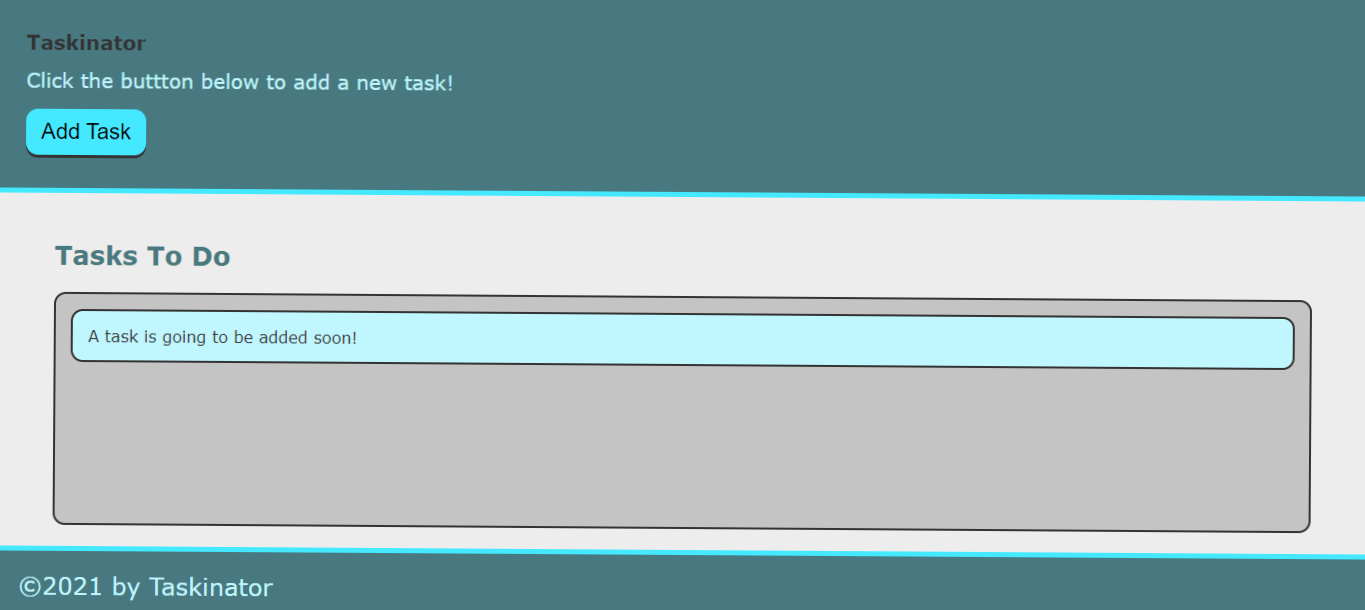 Taskinator
Click the buttton below to add a new task!
Add Task
Tasks To Do
A task is going to be added soon!
©2021 by Taskinator